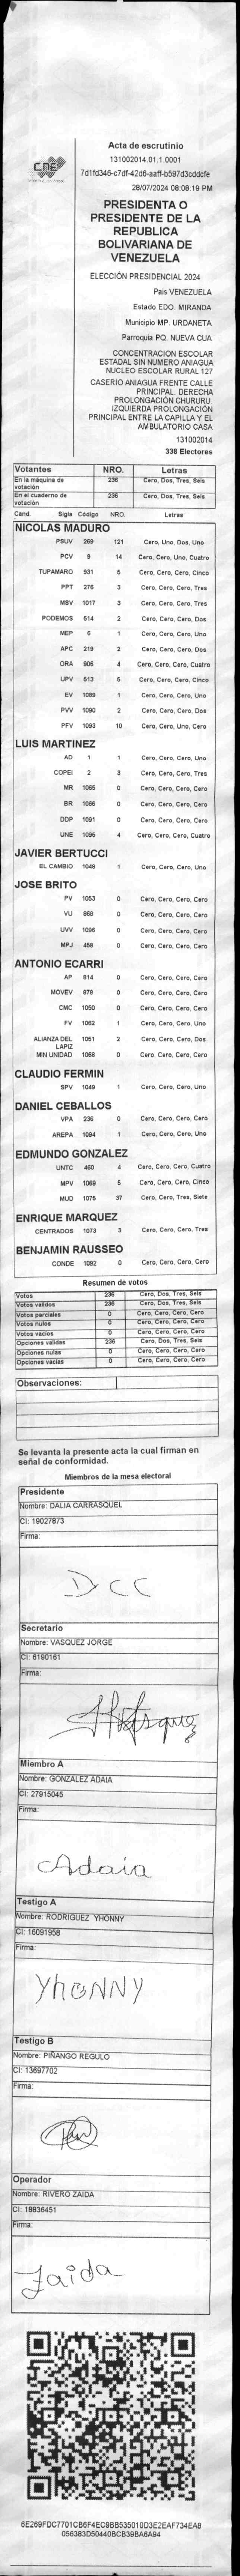 CNE
Acta de escrutinio
131002014.01.1.0001
7d1fd346-c7df-42d6-aaff-b597d3cddcfe
28/07/2024 08:08:19 PM
PRESIDENTA O
PRESIDENTE DE LA
REPUBLICA
BOLIVARIANA DE
VENEZUELA
ELECCIÓN PRESIDENCIAL 2024
Pais VENEZUELA
Estado EDO. MIRANDA
Municipio MP. URDANETA
Parroquia PQ. NUEVA CUA
CONCENTRACION ESCOLAR
ESTADAL SIN NUMERO ANIAGUA
NUCLEO ESCOLAR RURAL 127
CASERIO ANIAGUA FRENTE CALLE
PRINCIPAL. DERECHA
PROLONGACIÓN CHURURU
IZQUIERDA PROLONGACIÓN
PRINCIPAL ENTRE LA CAPILLA Y EL
AMBULATORIO CASA
131002014
338 Electores
Votantes NRO. Letras
En la máquina de votación 236 Cero, Dos, Tres, Seis
En el cuaderno de votación 236 Cero, Dos, Tres, Seis
Cand. Sigla Código NRO. Letras
NICOLAS MADURO
PSUV 269 121 Cero, Uno, Dos, Uno
PCV 9 14 Cero, Cero, Uno, Cuatro
TUPAMARO 931 5 Cero, Cero, Cero, Cinco
PPT 276 3 Cero, Cero, Cero, Tres
MSV 1017 3 Cero, Cero, Cero, Tres
PODEMOS 514 2 Cero, Cero, Cero, Dos
MEP 6 1 Cero, Cero, Cero, Uno
APC 219 2 Cero, Cero, Cero, Dos
ORA 906 4 Cero, Cero, Cero, Cuatro
UPV 513 5 Cero, Cero, Cero, Cinco
EV 1089 1 Cero, Cero, Cero, Uno
PVV 1090 2 Cero, Cero, Cero, Dos
PFV 1093 10 Cero, Cero, Uno, Cero
LUIS MARTINEZ
AD 1 1 Cero, Cero, Cero, Uno
COPEI 2 3 Cero, Cero, Cero, Tres
MR 1065 0 Cero, Cero, Cero, Cero
BR 1066 0 Cero, Cero, Cero, Cero
DDP 1091 0 Cero, Cero, Cero, Cero
UNE 1095 4 Cero, Cero, Cero, Cuatro
JAVIER BERTUCCI
EL CAMBIO 1048 1 Cero, Cero, Cero, Uno
JOSE BRITO
PV 1053 0 Cero, Cero, Cero, Cero
VU 868 0 Cero, Cero, Cero, Cero
UVV 1096 0 Cero, Cero, Cero, Cero
MPJ 458 0 Cero, Cero, Cero, Cero
ANTONIO ECARRI
AP 814 0 Cero, Cero, Cero, Cero
MOVEV 878 0 Cero, Cero, Cero, Cero
CMC 1050 0 Cero, Cero, Cero, Cero
FV 1062 1 Cero, Cero, Cero, Uno
ALIANZA DEL LAPIZ 1051 2 Cero, Cero, Cero, Dos
MIN UNIDAD 1068 0 Cero, Cero, Cero, Cero
CLAUDIO FERMIN
SPV 1049 1 Cero, Cero, Cero, Uno
DANIEL CEBALLOS
VPA 236 0 Cero, Cero, Cero, Cero
AREPA 1094 1 Cero, Cero, Cero, Uno
EDMUNDO GONZALEZ
UNTC 460 4 Cero, Cero, Cero, Cuatro
MPV 1069 5 Cero, Cero, Cero, Cinco
MUD 1075 37 Cero, Cero, Tres, Siete
ENRIQUE MARQUEZ
CENTRADOS 1073 3 Cero, Cero, Cero, Tres
BENJAMIN RAUSSEO
CONDE 1092 0 Cero, Cero, Cero, Cero
Resumen de votos
Votos 236 Cero, Dos, Tres, Seis
Votos validos 236 Cero, Dos, Tres, Seis
Votos parciales 0 Cero, Cero, Cero, Cero
Votos nulos 0 Cero, Cero, Cero, Cero
Votos vacios 0 Cero, Cero, Cero, Cero
Opciones validas 236 Cero, Dos, Tres, Seis
Opciones nulas 0 Cero, Cero, Cero, Cero
Opciones vacias 0 Cero, Cero, Cero, Cero
Observaciones:
Se levanta la presente acta la cual firman en
señal de conformidad.
Miembros de la mesa electoral
Presidente
Nombre: DALIA CARRASQUEL
CI: 19027873
Firma:
DCC
Secretario
Nombre: VASQUEZ JORGE
CI: 6190161
Firma:
Miembro A
Nombre: GONZALEZ ADAIA
CI: 27915045
Firma:
Adaia
Testigo A
Nombre: RODRIGUEZ YHONNY
CI: 16091958
Firma:
YhONNY
Testigo B
Nombre: PIÑANGO REGULO
CI: 13697702
Firma:
Operador
Nombre: RIVERO ZAIDA
CI: 18836451
Firma:
Zaida
6E269FDC7701CB6F4EC9BB535010D3E2EAF734EA8
056383D50440BCB39BA6A94